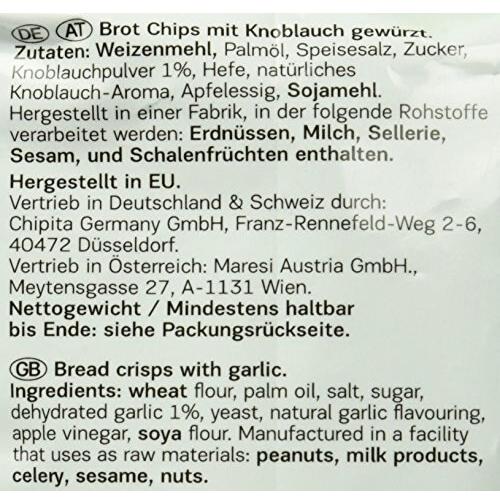 DE AT Brot Chips mit Knoblauch gewürzt.
Zutaten: Weizenmehl, Palmöl, Speisesalz, Zucker,
Knoblauchpulver 1%, Hefe, natürliches
Knoblauch-Aroma, Apfelessig, Sojamehl.
Hergestellt in einer Fabrik, in der folgende Rohstoffe
verarbeitet werden: Erdnüssen, Milch, Sellerie,
Sesam, und Schalenfrüchten enthalten.
Hergestellt in EU.
Vertrieb in Deutschland & Schweiz durch:
Chipita Germany GmbH, Franz-Rennefeld-Weg 2-6,
40472 Düsseldorf.
Vertrieb in Österreich: Maresi Austria GmbH.,
Meytensgasse 27, A-1131 Wien.
Nettogewicht / Mindestens haltbar
bis Ende: siehe Packungsrückseite.
GB Bread crisps with garlic.
Ingredients: wheat flour, palm oil, salt, sugar,
dehydrated garlic 1%, yeast, natural garlic flavouring,
apple vinegar, soya flour. Manufactured in a facility
that uses as raw materials: peanuts, milk products,
celery, sesame, nuts.